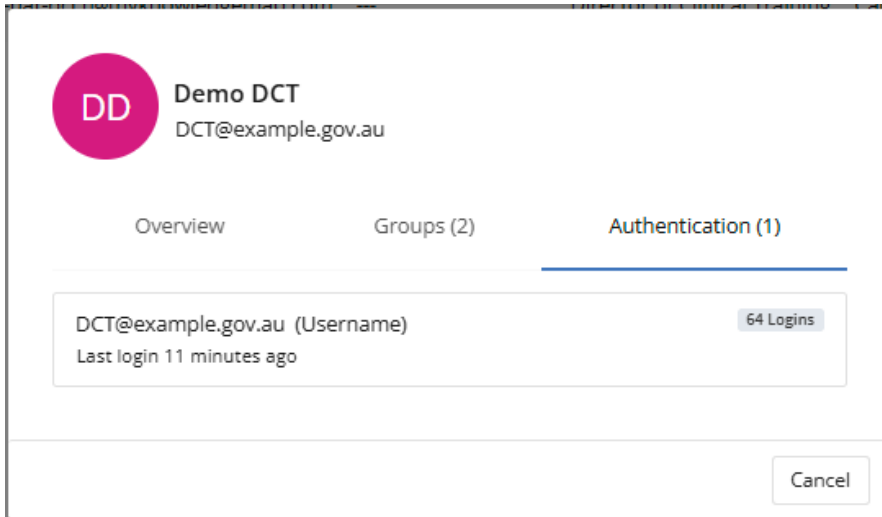 DD
Demo DCT
DCT@example.gov.au
Overview Groups (2) Authentication (1)
DCT@example.gov.au (Username) 64 Logins
Last login 11 minutes ago
Cancel